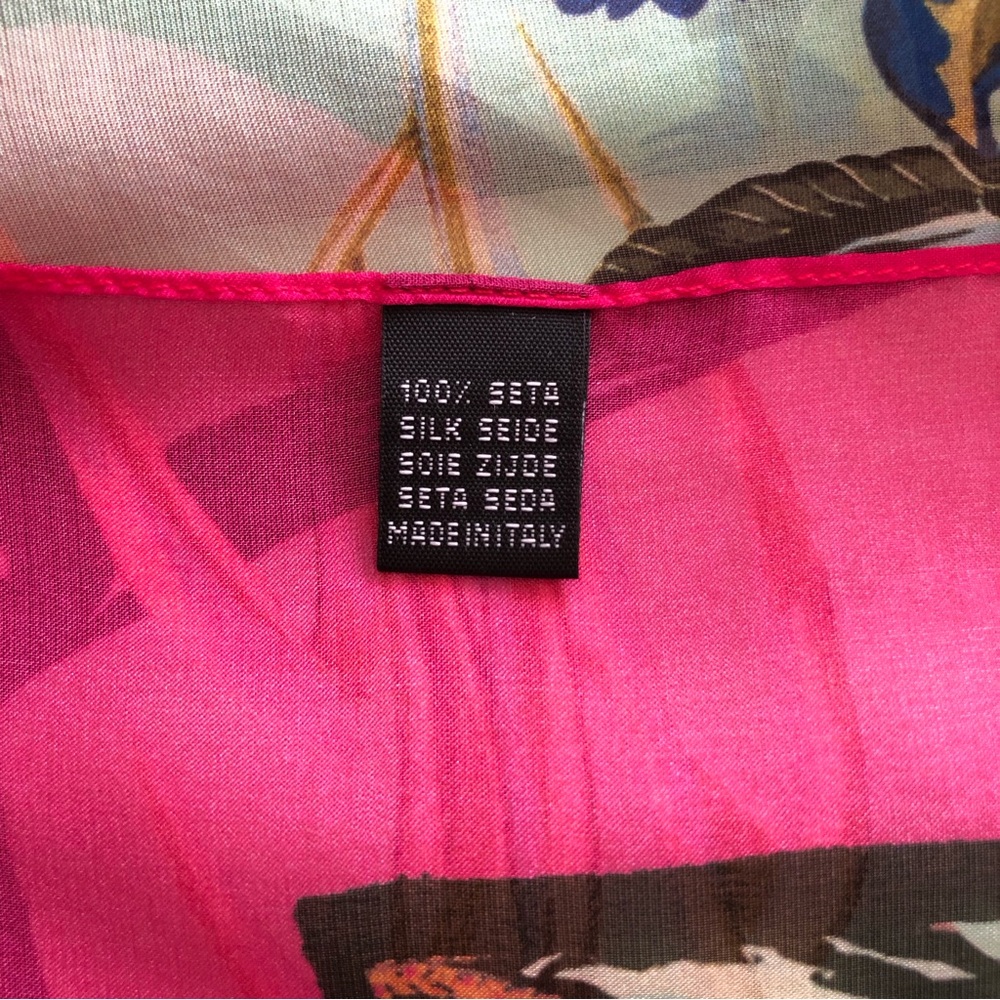 100% SETA
SILK SEIDE
SOIE ZIJDE
SETA SEDA
MADE IN ITALY